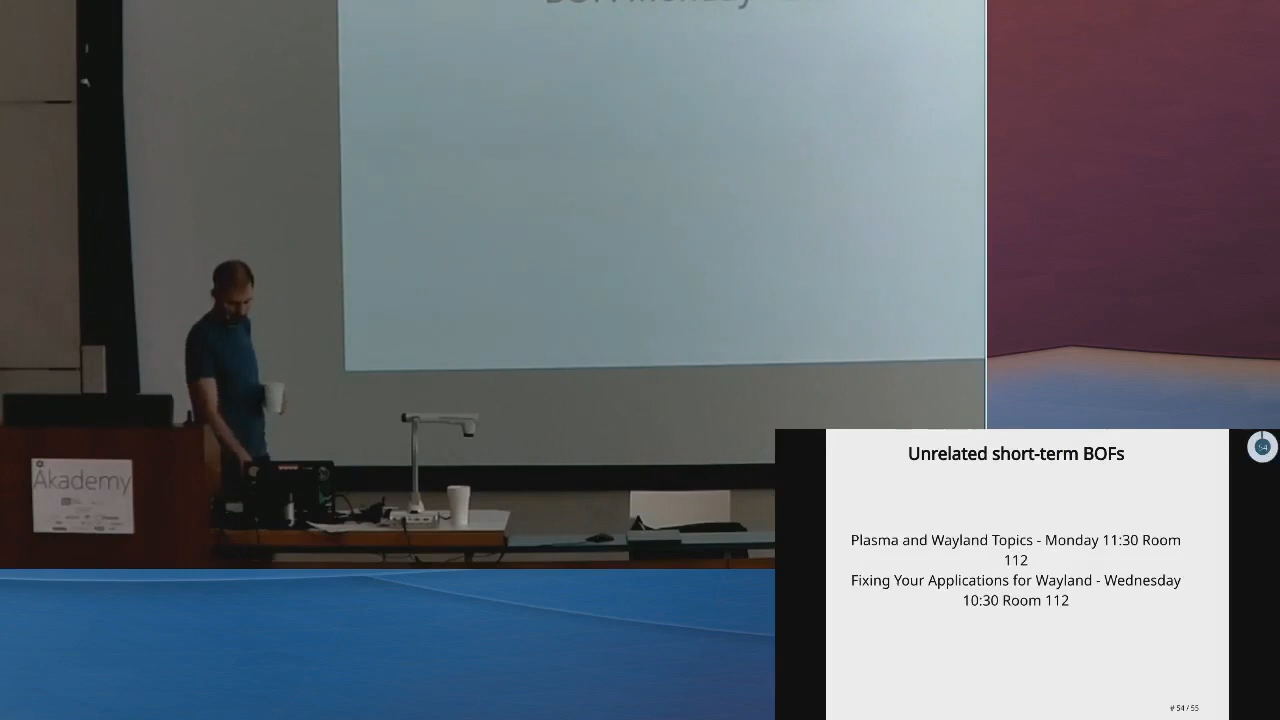 Akademy
Unrelated short-term BOFs
Plasma and Wayland Topics - Monday 11:30 Room
112
Fixing Your Applications for Wayland - Wednesday
10:30 Room 112
# 54 / 55
54